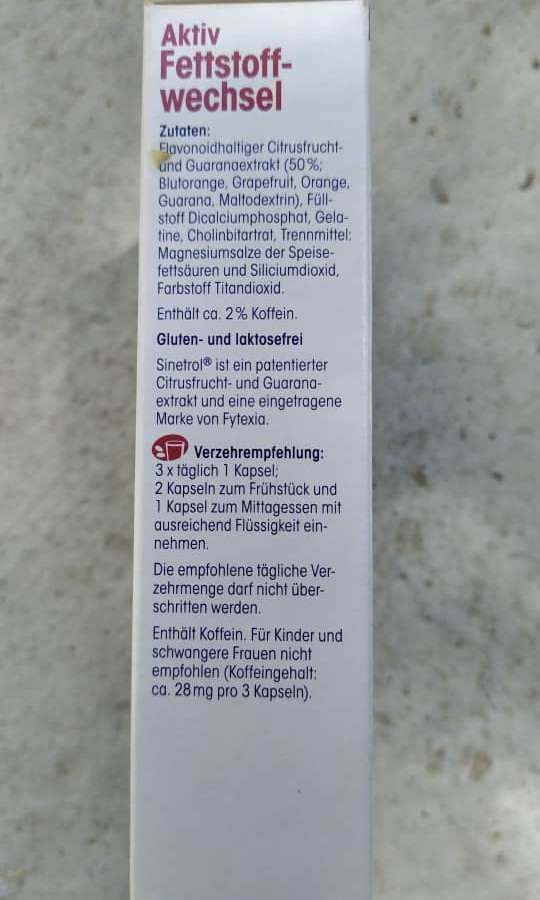 Aktiv
Fettstoff-
wechsel
Zutaten:
Flavonoidhaltiger Citrusfrucht-
und Guaranaextrakt (50%;
Blutorange, Grapefruit, Orange,
Guarana, Maltodextrin), Füll-
stoff Dicalciumphosphat, Gela-
tine, Cholinbitartrat, Trennmittel:
Magnesiumsalze der Speise-
fettsäuren und Siliciumdioxid,
Farbstoff Titandioxid.
Enthält ca. 2% Koffein.
Gluten- und laktosefrei
Sinetrol® ist ein patentierter
Citrusfrucht- und Guarana-
extrakt und eine eingetragene
Marke von Fytexia.
Verzehrempfehlung:
3 x täglich 1 Kapsel;
2 Kapseln zum Frühstück und
1 Kapsel zum Mittagessen mit
ausreichend Flüssigkeit ein-
nehmen.
Die empfohlene tägliche Ver-
zehrmenge darf nicht über-
schritten werden.
Enthält Koffein. Für Kinder und
schwangere Frauen nicht
empfohlen (Koffeingehalt:
ca. 28 mg pro 3 Kapseln).